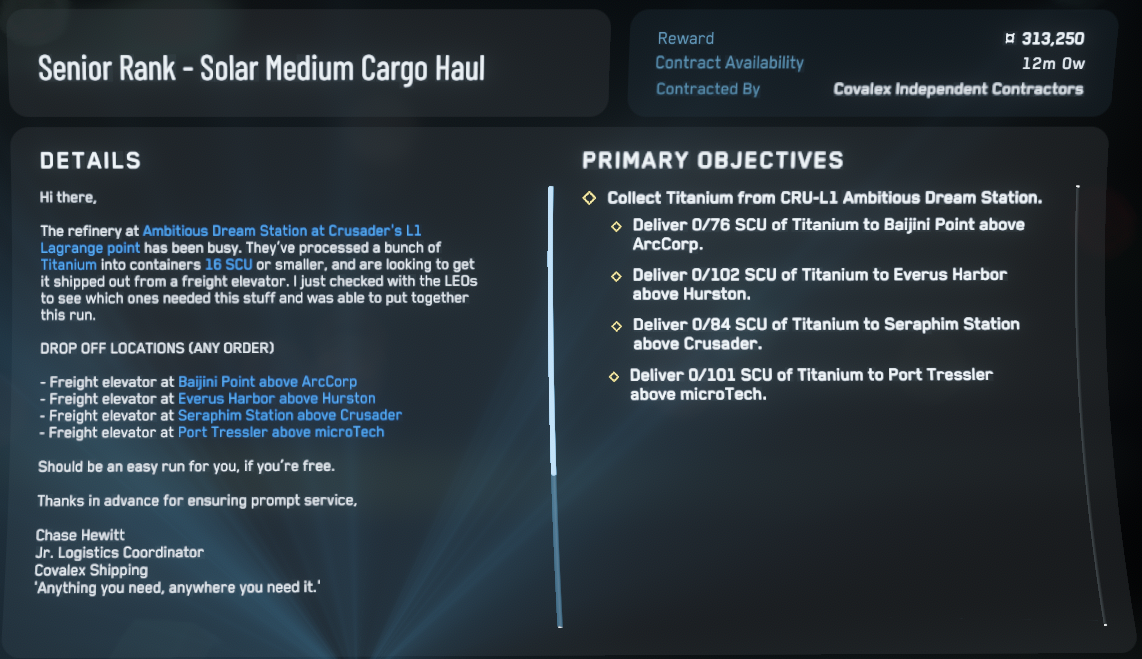 Senior Rank - Solar Medium Cargo Haul
Reward ¤ 313,250
Contract Availability 12m 0w
Contracted By Covalex Independent Contractors
DETAILS
Hi there,
The refinery at Ambitious Dream Station at Crusader's L1
Lagrange point has been busy. They've processed a bunch of
Titanium into containers 16 SCU or smaller, and are looking to get
it shipped out from a freight elevator. I just checked with the LEOs
to see which ones needed this stuff and was able to put together
this run.
DROP OFF LOCATIONS (ANY ORDER)
- Freight elevator at Baijini Point above ArcCorp
- Freight elevator at Everus Harbor above Hurston
- Freight elevator at Seraphim Station above Crusader
- Freight elevator at Port Tressler above microTech
Should be an easy run for you, if you're free.
Thanks in advance for ensuring prompt service,
Chase Hewitt
Jr. Logistics Coordinator
Covalex Shipping
'Anything you need, anywhere you need it.'
PRIMARY OBJECTIVES
Collect Titanium from CRU-L1 Ambitious Dream Station.
Deliver 0/76 SCU of Titanium to Baijini Point above
ArcCorp.
Deliver 0/102 SCU of Titanium to Everus Harbor
above Hurston.
Deliver 0/84 SCU of Titanium to Seraphim Station
above Crusader.
Deliver 0/101 SCU of Titanium to Port Tressler
above microTech.